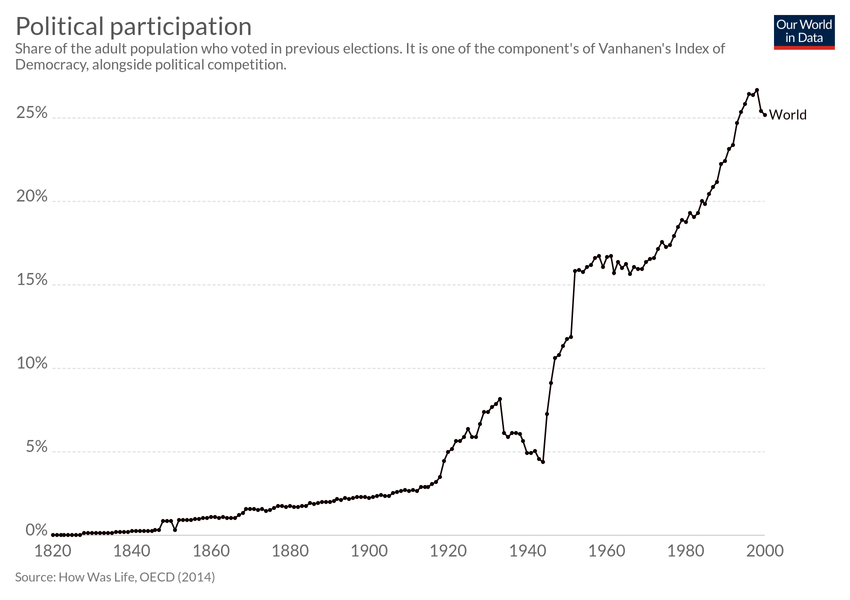 Political participation
Our World
in Data
Share of the adult population who voted in previous elections. It is one of the component's of Vanhanen's Index of
Democracy, alongside political competition.
25%
World
20%
15%
10%
5%
0%
1820 1840 1860 1880 1900 1920 1940 1960 1980 2000
Source: How Was Life, OECD (2014)